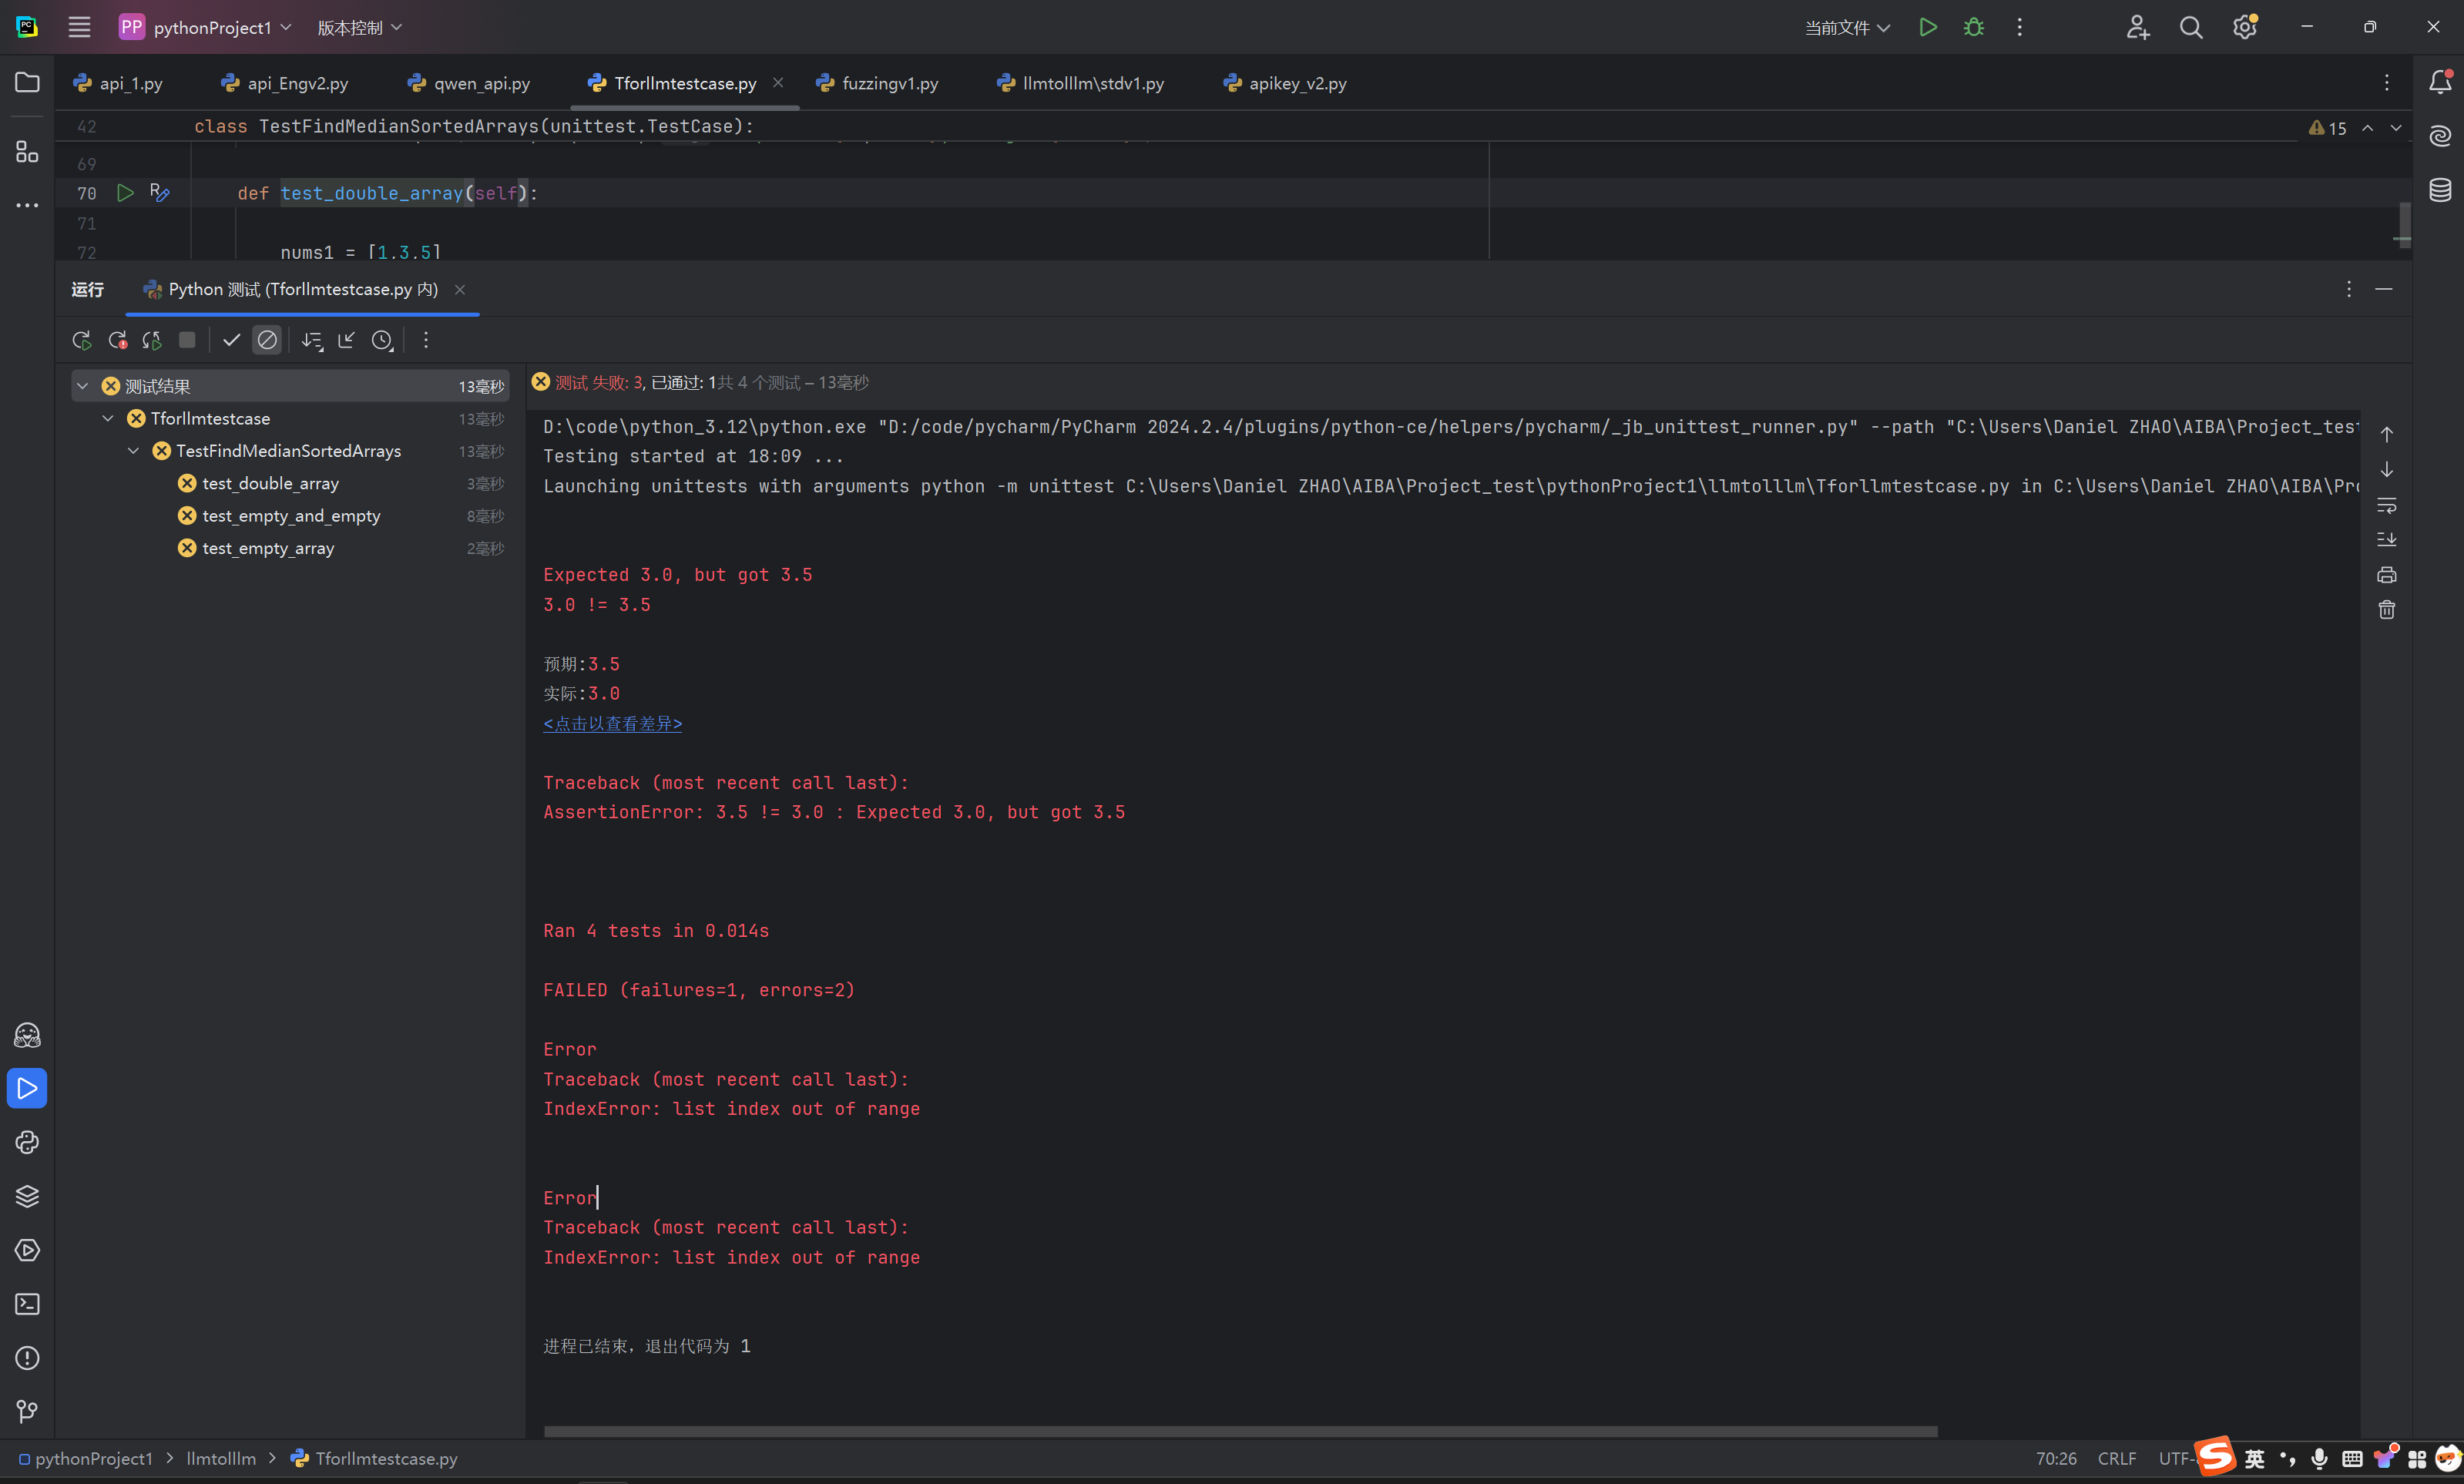 PC
PP pythonProject1 版本控制 当前文件
api_1.py api_Engv2.py qwen_api.py Tforllmtestcase.py fuzzingv1.py llmtolllm\stdv1.py apikey_v2.py
42 class TestFindMedianSortedArrays(unittest.TestCase): 15
69
70 def test_double_array(self):
71
72 nums1 = [1,3,5]
运行 Python 测试 (Tforllmtestcase.py 内)
测试结果 13毫秒
Tforllmtestcase 13毫秒
TestFindMedianSortedArrays 13毫秒
test_double_array 3毫秒
test_empty_and_empty 8毫秒
test_empty_array 2毫秒
测试 失败: 3, 已通过: 1共 4 个测试 – 13毫秒
D:\code\python_3.12\python.exe "D:/code/pycharm/PyCharm 2024.2.4/plugins/python-ce/helpers/pycharm/_jb_unittest_runner.py" --path "C:\Users\Daniel ZHAO\AIBA\Project_test
Testing started at 18:09 ...
Launching unittests with arguments python -m unittest C:\Users\Daniel ZHAO\AIBA\Project_test\pythonProject1\llmtolllm\Tforllmtestcase.py in C:\Users\Daniel ZHAO\AIBA\Pr
Expected 3.0, but got 3.5
3.0 != 3.5
预期:3.5
实际:3.0
<点击以查看差异>
Traceback (most recent call last):
AssertionError: 3.5 != 3.0 : Expected 3.0, but got 3.5
Ran 4 tests in 0.014s
FAILED (failures=1, errors=2)
Error
Traceback (most recent call last):
IndexError: list index out of range
Error
Traceback (most recent call last):
IndexError: list index out of range
进程已结束，退出代码为 1
pythonProject1 > llmtolllm > Tforllmtestcase.py 70:26 CRLF UTF- S 英